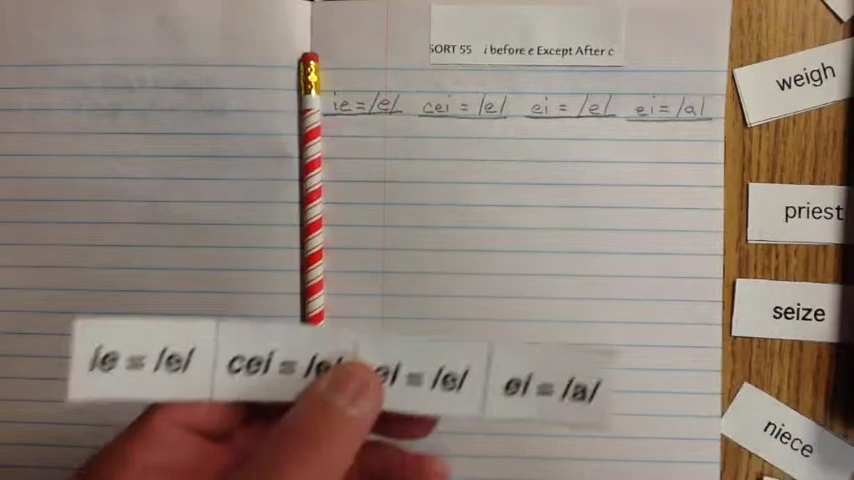 SORT 55 i before e Except After c
ie = /e/ cei = /e/ ei = /e/ ei = /a/
weigh
priest
seize
niece
ie = /e/ cei = /e/ ei = /e/ ei = /a/